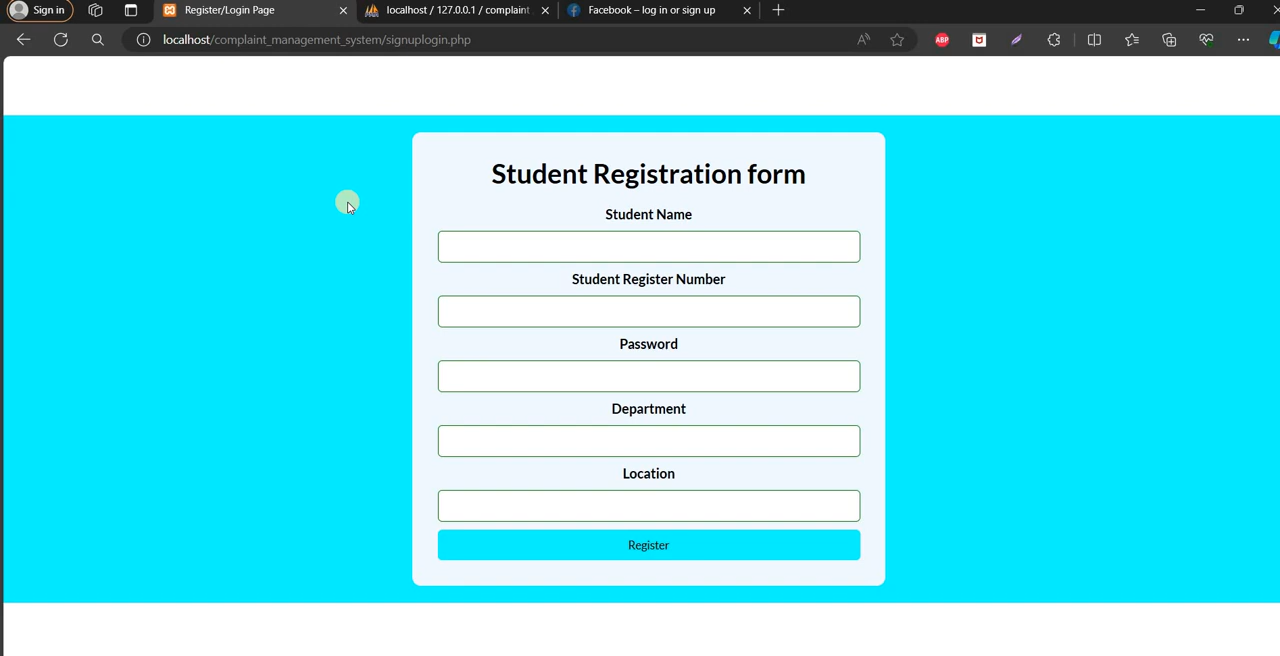 Sign in
Register/Login Page
localhost / 127.0.0.1 / complaint
Facebook – log in or sign up
localhost/complaint_management_system/signuplogin.php
A
ABP
Student Registration form
Student Name
Student Register Number
Password
Department
Location
Register